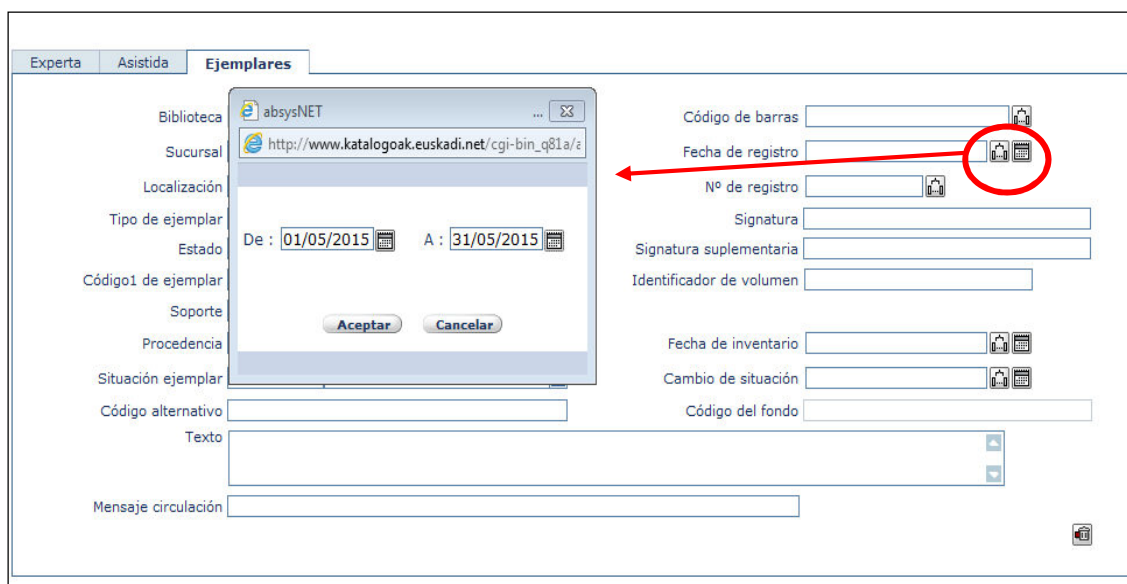 Experta Asistida Ejemplares
absysNET ...
http://www.katalogoak.euskadi.net/cgi-bin_q81a/a
De : 01/05/2015 A : 31/05/2015
Aceptar Cancelar
Biblioteca
Sucursal
Localización
Tipo de ejemplar
Estado
Código1 de ejemplar
Soporte
Procedencia
Situación ejemplar
Código alternativo
Código de barras
Fecha de registro
Nº de registro
Signatura
Signatura suplementaria
Identificador de volumen
Fecha de inventario
Cambio de situación
Código del fondo
Texto
Mensaje circulación